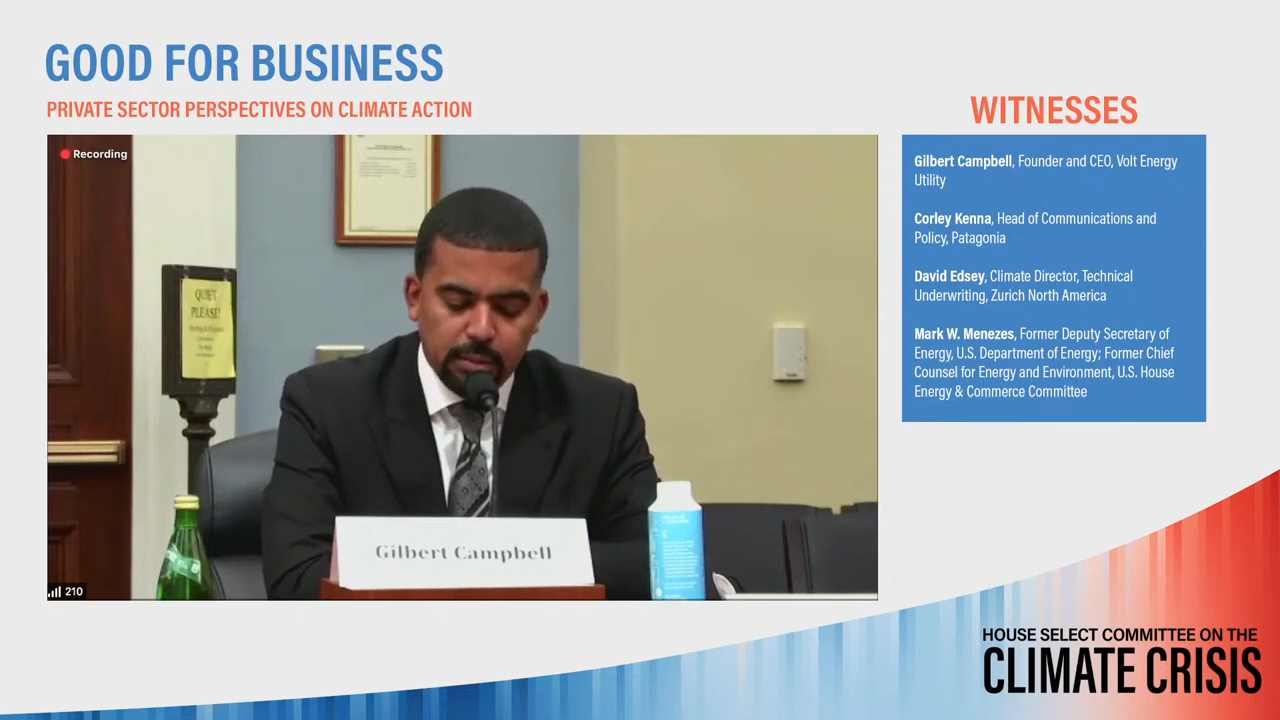 GOOD FOR BUSINESS
PRIVATE SECTOR PERSPECTIVES ON CLIMATE ACTION
WITNESSES
Recording
QUIET
PLEASE!
Gilbert Campbell
210
Gilbert Campbell, Founder and CEO, Volt Energy
Utility
Corley Kenna, Head of Communications and
Policy, Patagonia
David Edsey, Climate Director, Technical
Underwriting, Zurich North America
Mark W. Menezes, Former Deputy Secretary of
Energy, U.S. Department of Energy; Former Chief
Counsel for Energy and Environment, U.S. House
Energy & Commerce Committee
HOUSE SELECT COMMITTEE ON THE
CLIMATE CRISIS